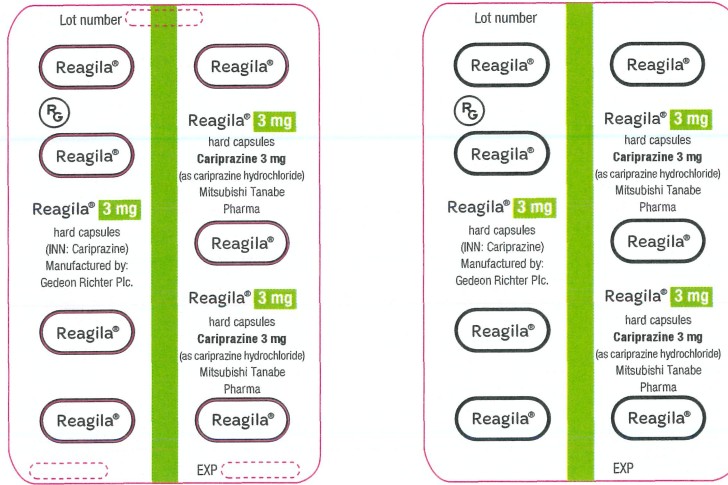 Lot number
Reagila®
RG
Reagila®
Reagila® 3 mg
hard capsules
(INN: Cariprazine)
Manufactured by:
Gedeon Richter Plc.
Reagila®
Reagila®
Reagila®
Reagila® 3 mg
hard capsules
Cariprazine 3 mg
(as cariprazine hydrochloride)
Mitsubishi Tanabe
Pharma
Reagila®
Reagila® 3 mg
hard capsules
Cariprazine 3 mg
(as cariprazine hydrochloride)
Mitsubishi Tanabe
Pharma
Reagila®
EXP
Lot number
Reagila®
RG
Reagila®
Reagila® 3 mg
hard capsules
(INN: Cariprazine)
Manufactured by:
Gedeon Richter Plc.
Reagila®
Reagila®
Reagila®
Reagila® 3 mg
hard capsules
Cariprazine 3 mg
(as cariprazine hydrochloride)
Mitsubishi Tanabe
Pharma
Reagila®
Reagila® 3 mg
hard capsules
Cariprazine 3 mg
(as cariprazine hydrochloride)
Mitsubishi Tanabe
Pharma
Reagila®
EXP